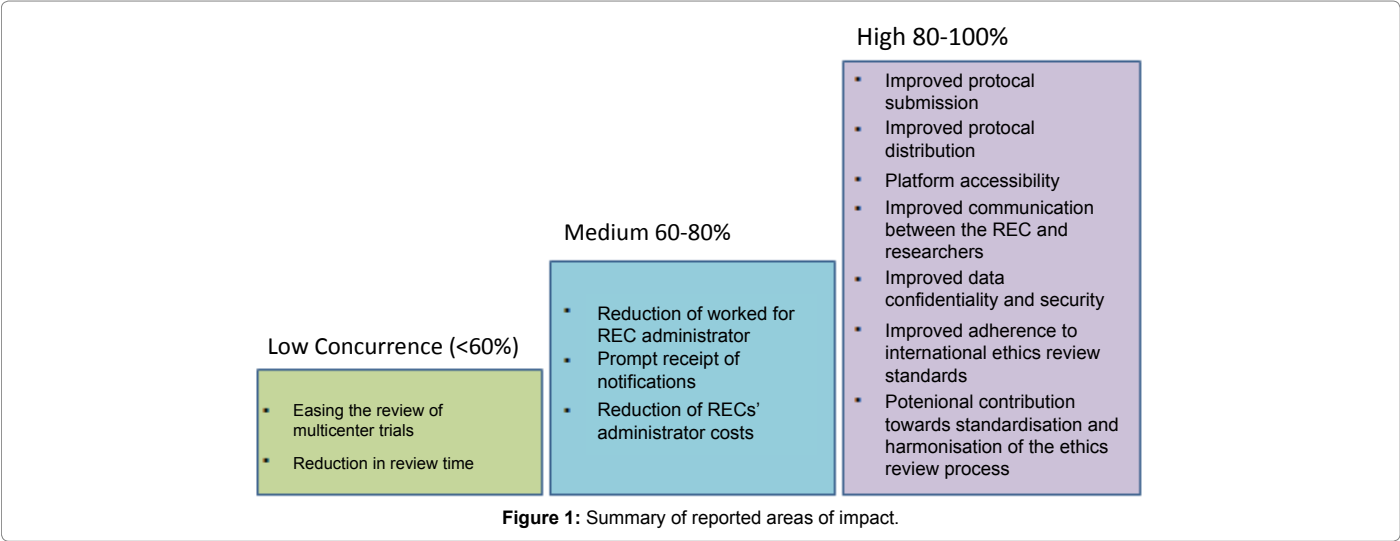 High 80-100%
▪ Improved protocal
submission
▪ Improved protocal
distribution
▪ Platform accessibility
▪ Improved communication
between the REC and
researchers
▪ Improved data
confidentiality and security
▪ Improved adherence to
international ethics review
standards
▪ Potenional contribution
towards standardisation and
harmonisation of the ethics
review process
Medium 60-80%
▪ Reduction of worked for
REC administrator
▪ Prompt receipt of
notifications
▪ Reduction of RECs’
administrator costs
Low Concurrence (<60%)
▪ Easing the review of
multicenter trials
▪ Reduction in review time
Figure 1: Summary of reported areas of impact.